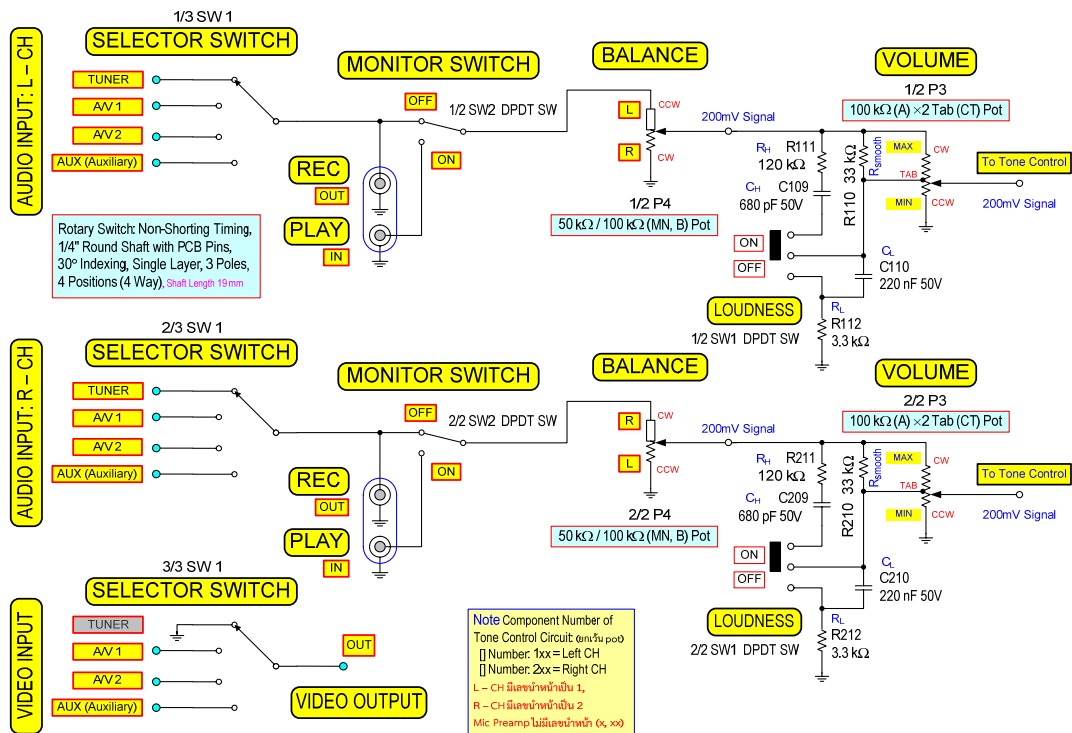 1/3 SW 1
SELECTOR SWITCH
AUDIO INPUT: L – CH
TUNER
A/V 1
A/V 2
AUX (Auxiliary)
MONITOR SWITCH
OFF
1/2 SW2 DPDT SW
ON
REC
OUT
PLAY
IN
BALANCE
L
CCW
R
CW
1/2 P4
50 kΩ / 100 kΩ (MN, B) Pot
200mV Signal
VOLUME
1/2 P3
100 kΩ (A) ×2 Tab (CT) Pot
RH
R111
120 kΩ
CH
C109
680 pF 50V
R110 33 kΩ
Rsmooth
MAX
CW
TAB
MIN
CCW
To Tone Control
200mV Signal
ON
OFF
CL
C110
220 nF 50V
LOUDNESS
1/2 SW1 DPDT SW
RL
R112
3.3 kΩ
Rotary Switch: Non-Shorting Timing,
1/4" Round Shaft with PCB Pins,
30º Indexing, Single Layer, 3 Poles,
4 Positions (4 Way), Shaft Length 19 mm
2/3 SW 1
SELECTOR SWITCH
AUDIO INPUT: R – CH
TUNER
A/V 1
A/V 2
AUX (Auxiliary)
MONITOR SWITCH
OFF
2/2 SW2 DPDT SW
ON
REC
OUT
PLAY
IN
BALANCE
R
CW
L
CCW
2/2 P4
50 kΩ / 100 kΩ (MN, B) Pot
200mV Signal
VOLUME
2/2 P3
100 kΩ (A) ×2 Tab (CT) Pot
RH
R211
120 kΩ
CH
C209
680 pF 50V
R210 33 kΩ
Rsmooth
MAX
CW
TAB
MIN
CCW
To Tone Control
200mV Signal
ON
OFF
CL
C210
220 nF 50V
LOUDNESS
2/2 SW1 DPDT SW
RL
R212
3.3 kΩ
3/3 SW 1
SELECTOR SWITCH
VIDEO INPUT
TUNER
A/V 1
A/V 2
AUX (Auxiliary)
OUT
VIDEO OUTPUT
Note Component Number of
Tone Control Circuit: (ยกเว้น pot)
[] Number: 1xx = Left CH
[] Number: 2xx = Right CH
L – CH มีเลขนำหน้าเป็น 1,
R – CH มีเลขนำหน้าเป็น 2
Mic Preamp ไม่มีเลขนำหน้า (x, xx)